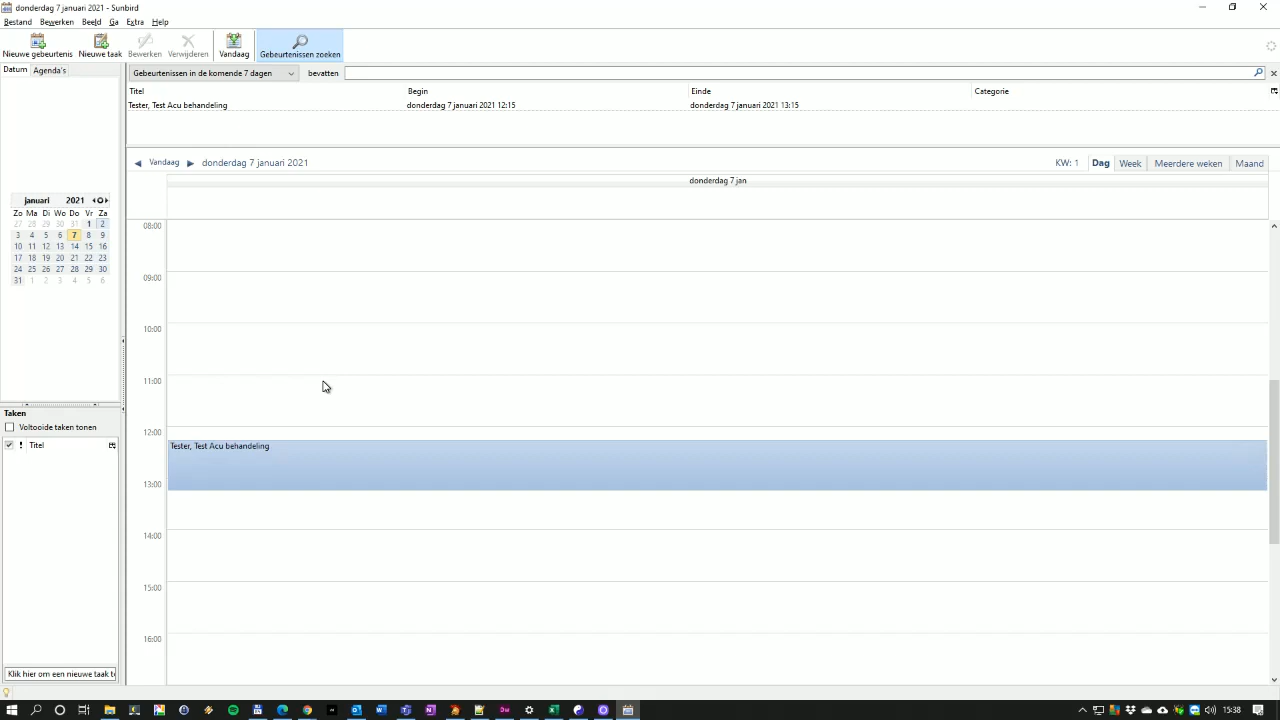 donderdag 7 januari 2021 - Sunbird
Bestand Bewerken Beeld Ga Extra Help
Nieuwe gebeurtenis Nieuwe taak Bewerken Verwijderen Vandaag Gebeurtenissen zoeken
Datum Agenda's
Gebeurtenissen in de komende 7 dagen bevatten
Titel Begin Einde Categorie
Tester, Test Acu behandeling donderdag 7 januari 2021 12:15 donderdag 7 januari 2021 13:15
Vandaag donderdag 7 januari 2021 KW: 1 Dag Week Meerdere weken Maand
donderdag 7 jan
januari 2021
Zo Ma Di Wo Do Vr Za
27 28 29 30 31 1 2
3 4 5 6 7 8 9
10 11 12 13 14 15 16
17 18 19 20 21 22 23
24 25 26 27 28 29 30
31 1 2 3 4 5 6
08:00
09:00
10:00
11:00
12:00
Tester, Test Acu behandeling
13:00
14:00
15:00
16:00
Taken
Voltooide taken tonen
! Titel
Klik hier om een nieuwe taak t
15:38